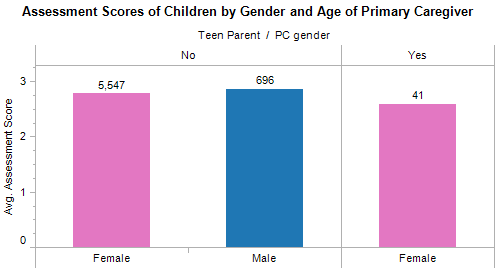 Assessment Scores of Children by Gender and Age of Primary Caregiver
Teen Parent / PC gender
No Yes
Avg. Assessment Score
3
2
1
0
5,547
696
41
Female Male Female